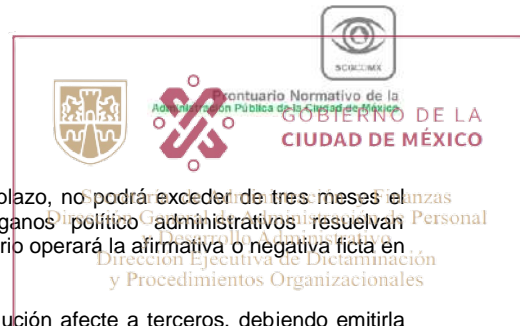 SCGCDMX
Prontuario Normativo de la
Administración Pública de la Ciudad de México
GOBIERNO DE LA
CIUDAD DE MÉXICO
plazo, no podrá exceder de tres meses el
Secretaría de Administración y Finanzas
ganos político administrativos resuelvan
Dirección General de Administración de Personal
y Desarrollo Administrativo
rio operará la afirmativa o negativa ficta en
Dirección Ejecutiva de Dictaminación
y Procedimientos Organizacionales
ución afecte a terceros, debiendo emitirla